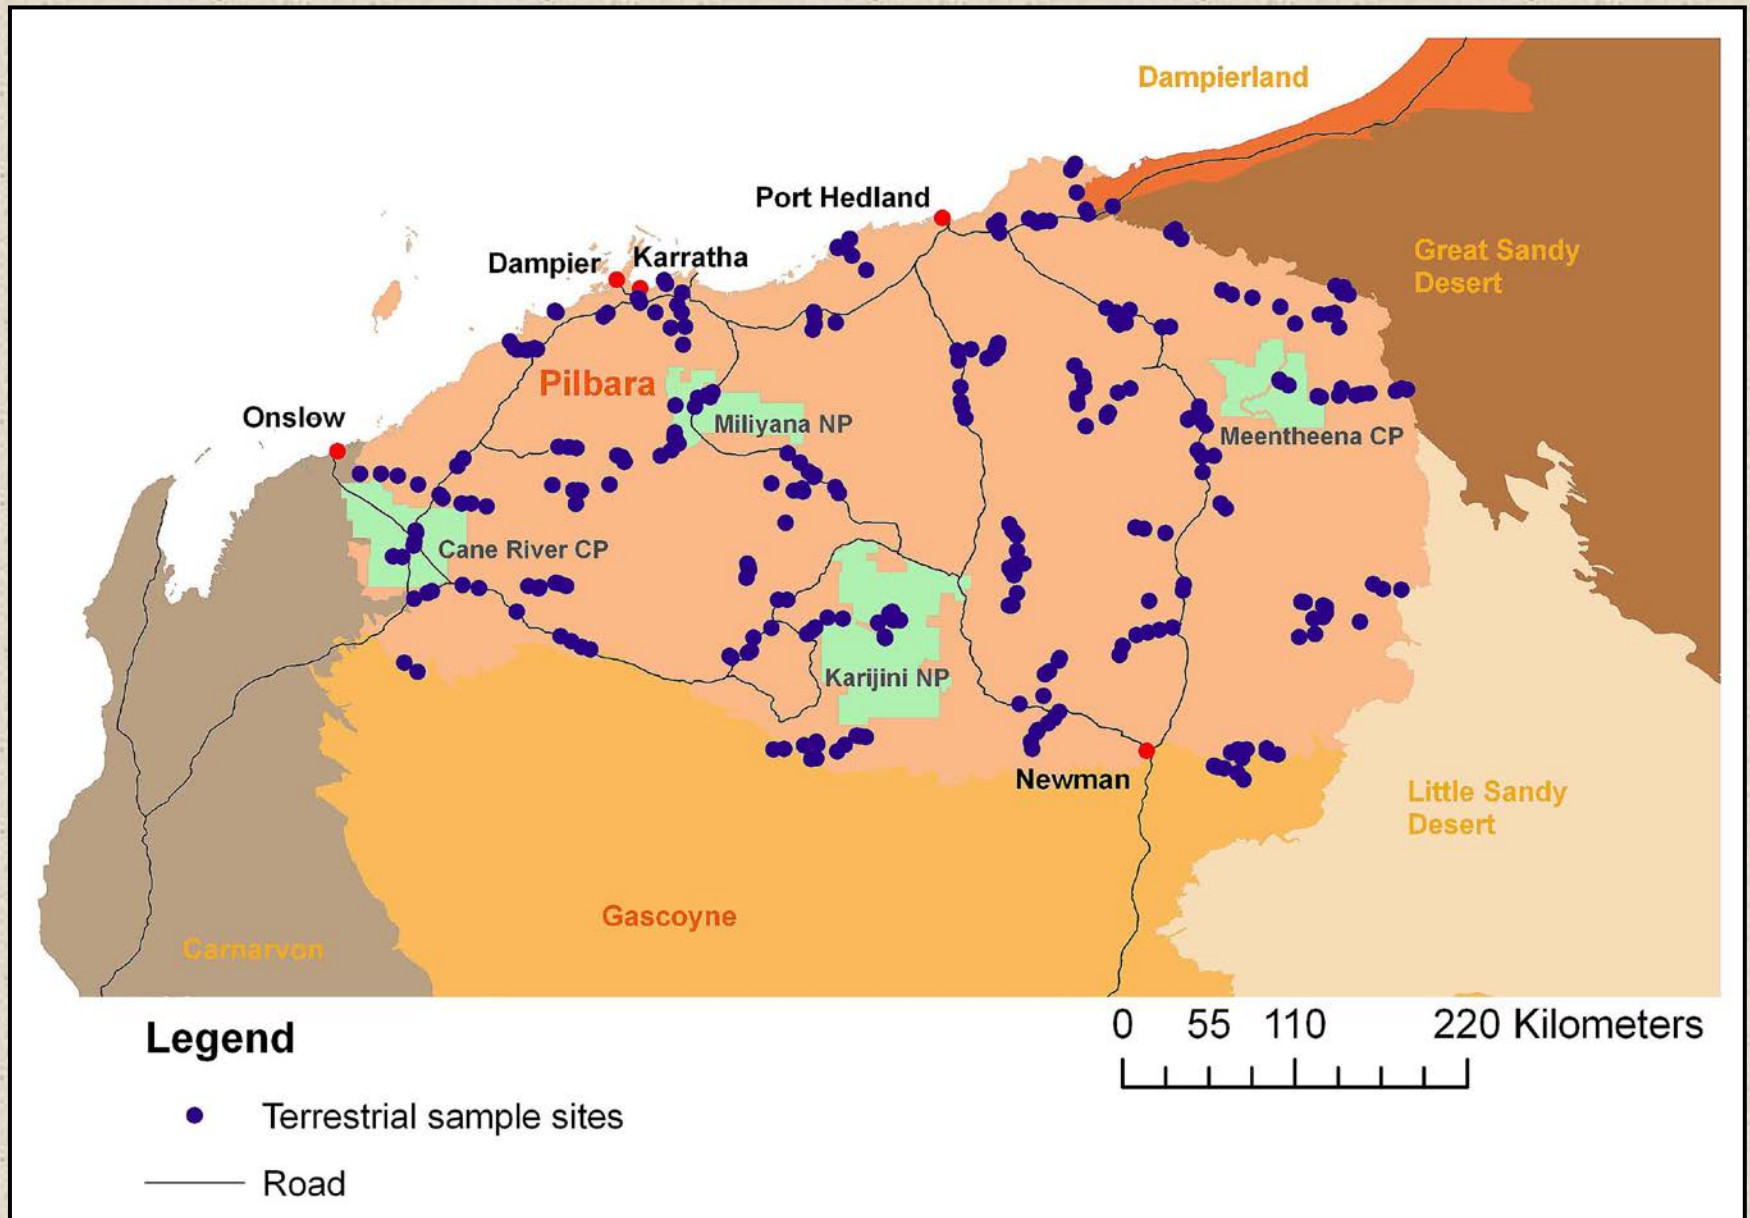 Dampierland
Port Hedland
Great Sandy
Desert
Dampier
Karratha
Pilbara
Onslow
Miliyana NP
Meentheena CP
Cane River CP
Karijini NP
Newman
Little Sandy
Desert
Gascoyne
Carnarvon
Legend
0 55 110 220 Kilometers
Terrestrial sample sites
Road